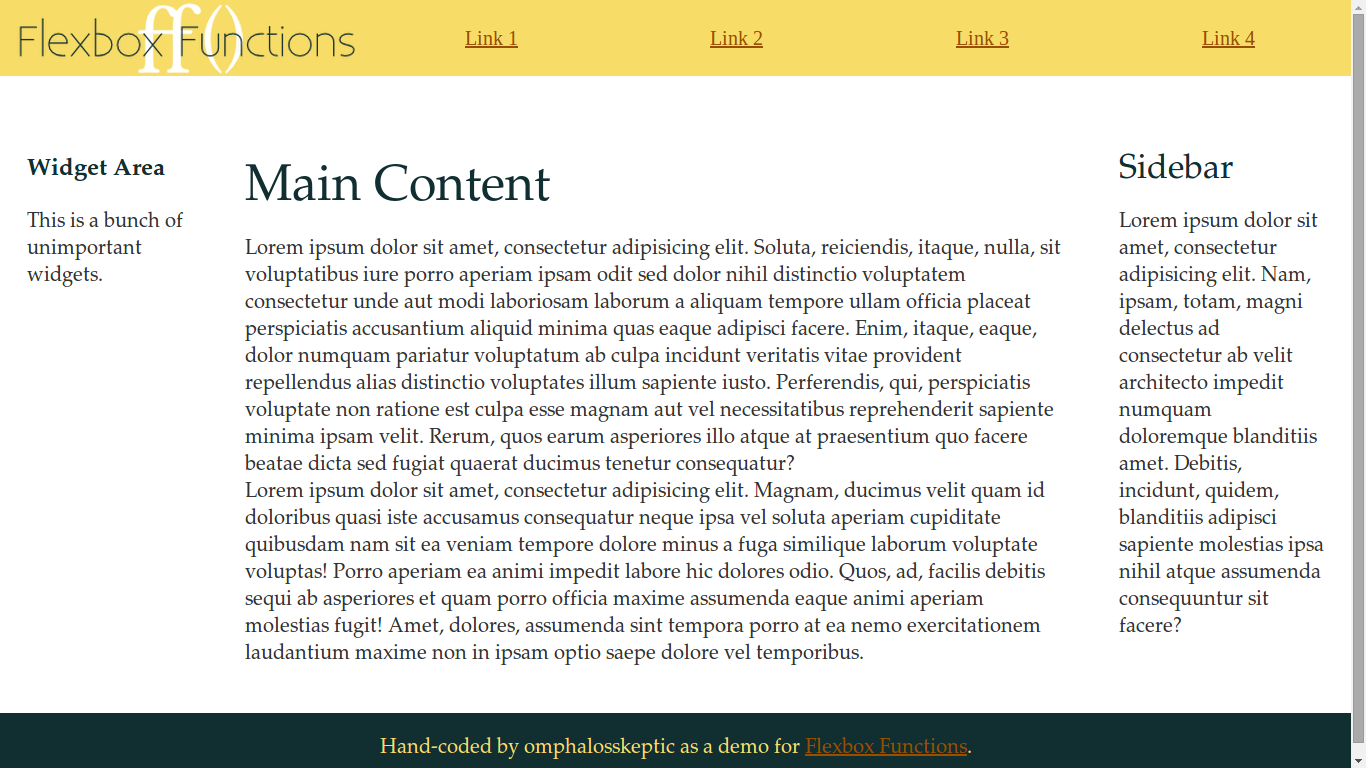 Flexbox Functions
ff()
Link 1 Link 2 Link 3 Link 4
Widget Area
This is a bunch of
unimportant
widgets.
Main Content
Lorem ipsum dolor sit amet, consectetur adipisicing elit. Soluta, reiciendis, itaque, nulla, sit
voluptatibus iure porro aperiam ipsam odit sed dolor nihil distinctio voluptatem
consectetur unde aut modi laboriosam laborum a aliquam tempore ullam officia placeat
perspiciatis accusantium aliquid minima quas eaque adipisci facere. Enim, itaque, eaque,
dolor numquam pariatur voluptatum ab culpa incidunt veritatis vitae provident
repellendus alias distinctio voluptates illum sapiente iusto. Perferendis, qui, perspiciatis
voluptate non ratione est culpa esse magnam aut vel necessitatibus reprehenderit sapiente
minima ipsam velit. Rerum, quos earum asperiores illo atque at praesentium quo facere
beatae dicta sed fugiat quaerat ducimus tenetur consequatur?
Lorem ipsum dolor sit amet, consectetur adipisicing elit. Magnam, ducimus velit quam id
doloribus quasi iste accusamus consequatur neque ipsa vel soluta aperiam cupiditate
quibusdam nam sit ea veniam tempore dolore minus a fuga similique laborum voluptate
voluptas! Porro aperiam ea animi impedit labore hic dolores odio. Quos, ad, facilis debitis
sequi ab asperiores et quam porro officia maxime assumenda eaque animi aperiam
molestias fugit! Amet, dolores, assumenda sint tempora porro at ea nemo exercitationem
laudantium maxime non in ipsam optio saepe dolore vel temporibus.
Sidebar
Lorem ipsum dolor sit
amet, consectetur
adipisicing elit. Nam,
ipsam, totam, magni
delectus ad
consectetur ab velit
architecto impedit
numquam
doloremque blanditiis
amet. Debitis,
incidunt, quidem,
blanditiis adipisci
sapiente molestias ipsa
nihil atque assumenda
consequuntur sit
facere?
Hand-coded by omphalosskeptic as a demo for Flexbox Functions.